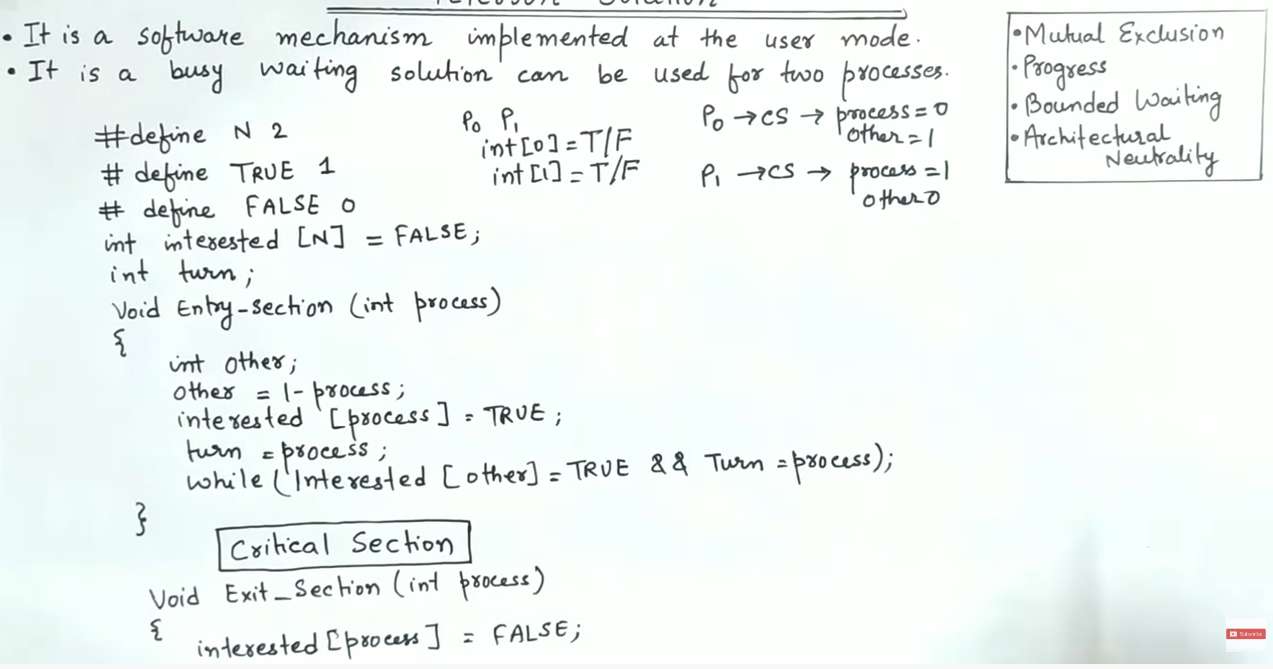 • It is a software mechanism implemented at the user mode.
• It is a busy waiting solution can be used for two processes.
#define N 2
# define TRUE 1
# define FALSE 0
int interested [N] = FALSE;
int turn;
Void Entry-section (int process)
{
int other;
other = 1- process;
interested [process] = TRUE;
turn = process;
while (Interested [other] = TRUE && Turn = process);
}
Critical Section
Void Exit_Section (int process)
{
interested [process] = FALSE;
P0 P1
int[0] = T/F
int[1] = T/F
P0 → CS → process = 0
other = 1
P1 → CS → process = 1
other 0
• Mutual Exclusion
• Progress
• Bounded Waiting
• Architectural
Neutrality
Subscribe